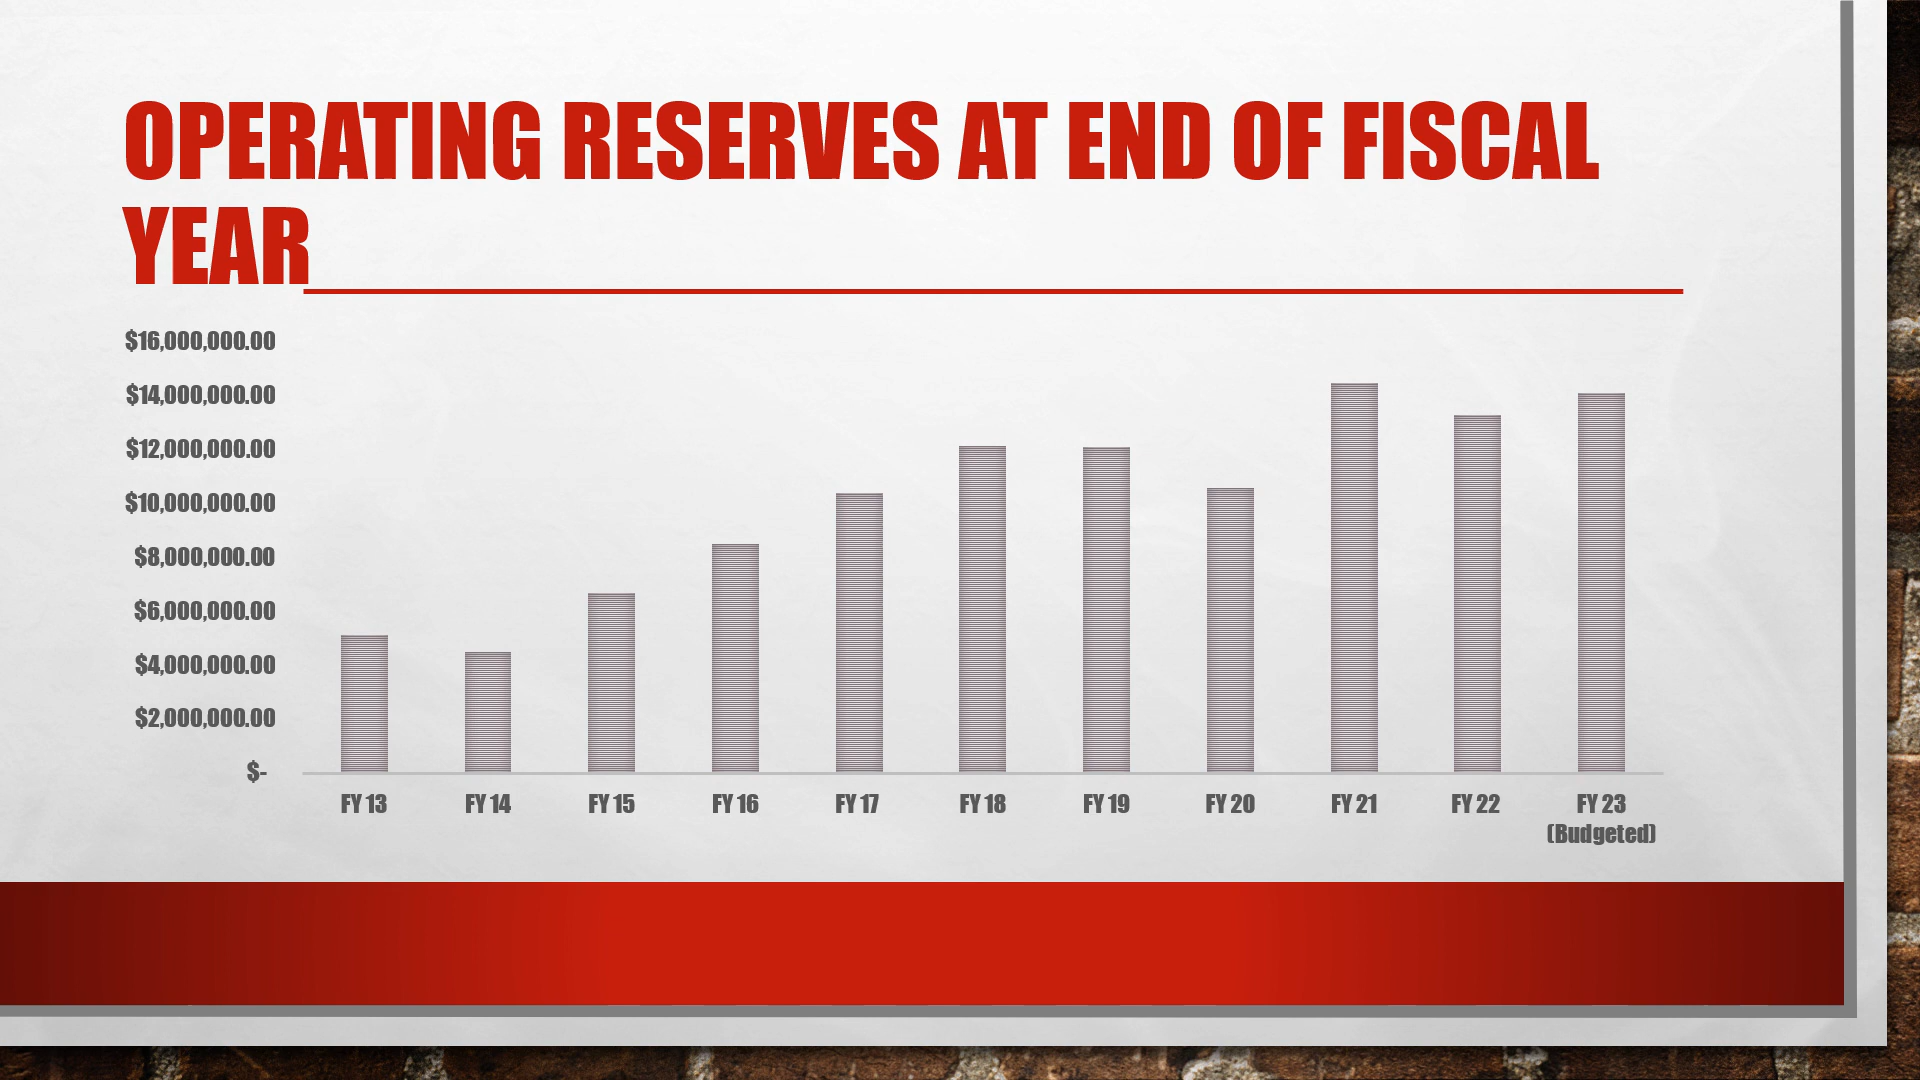 OPERATING RESERVES AT END OF FISCAL
YEAR
$16,000,000.00
$14,000,000.00
$12,000,000.00
$10,000,000.00
$8,000,000.00
$6,000,000.00
$4,000,000.00
$2,000,000.00
$-
FY 13 FY 14 FY 15 FY 16 FY 17 FY 18 FY 19 FY 20 FY 21 FY 22 FY 23
(Budgeted)